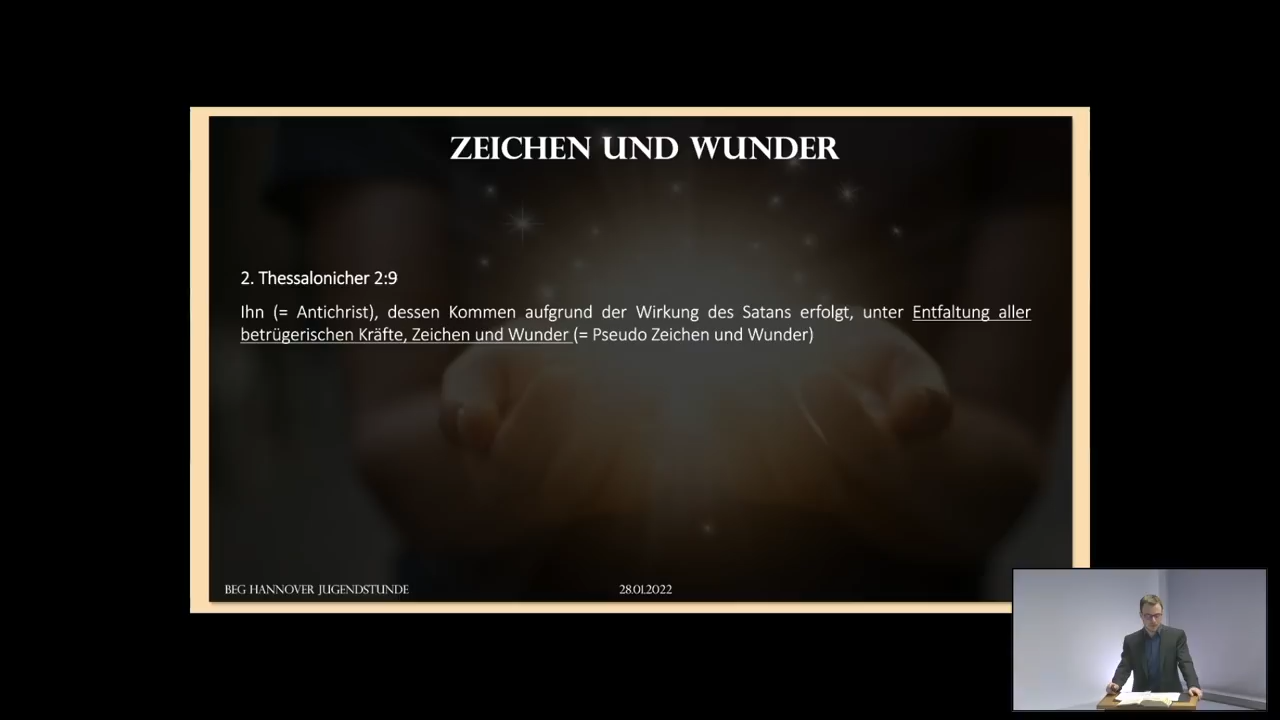 ZEICHEN UND WUNDER
2. Thessalonicher 2:9
Ihn (= Antichrist), dessen Kommen aufgrund der Wirkung des Satans erfolgt, unter Entfaltung aller
betrügerischen Kräfte, Zeichen und Wunder (= Pseudo Zeichen und Wunder)
BEG HANNOVER JUGENDSTUNDE
28.01.2022